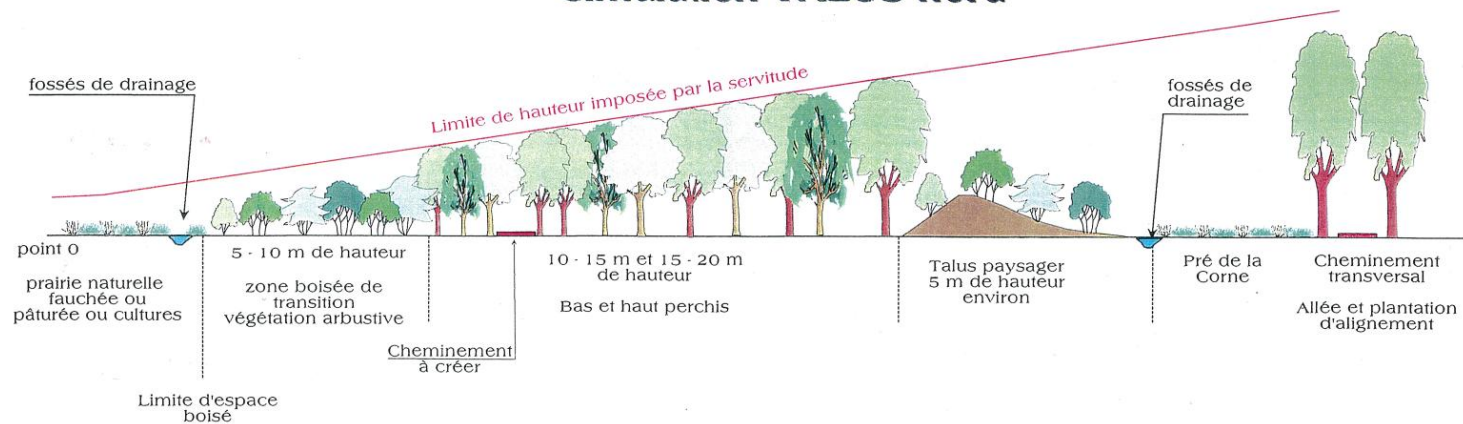 fossés de drainage
Limite de hauteur imposée par la servitude
fossés de
drainage
point 0
prairie naturelle
fauchée ou
pâturée ou cultures
5 - 10 m de hauteur
zone boisée de
transition
végétation arbustive
10 - 15 m et 15 - 20 m
de hauteur
Bas et haut perchis
Talus paysager
5 m de hauteur
environ
Pré de la
Corne
Cheminement
transversal
Allée et plantation
d'alignement
Cheminement
à créer
Limite d'espace
boisé